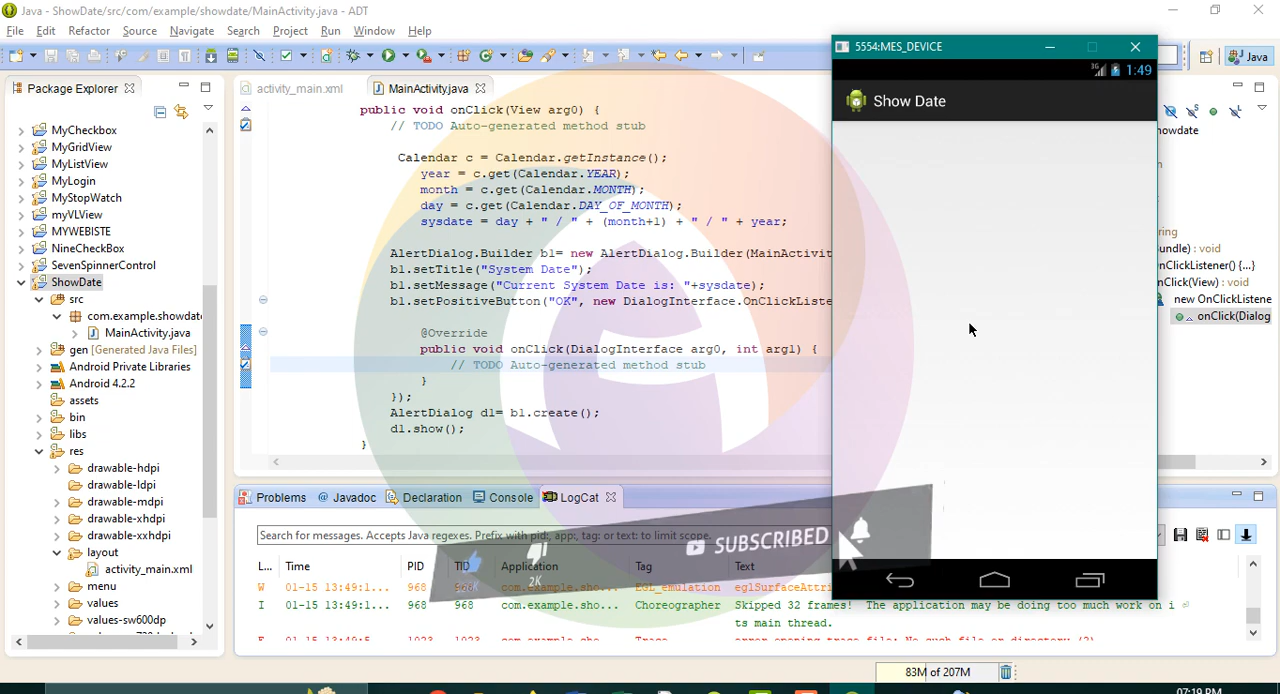 Java - ShowDate/src/com/example/showdate/MainActivity.java - ADT
File Edit Refactor Source Navigate Search Project Run Window Help
Java
Package Explorer
activity_main.xml
MainActivity.java
MyCheckbox
MyGridView
MyListView
MyLogin
MyStopWatch
myVLView
MYWEBISTE
NineCheckBox
SevenSpinnerControl
ShowDate
src
com.example.showdate
MainActivity.java
gen [Generated Java Files]
Android Private Libraries
Android 4.2.2
assets
bin
libs
res
drawable-hdpi
drawable-ldpi
drawable-mdpi
drawable-xhdpi
drawable-xxhdpi
layout
activity_main.xml
menu
values
values-sw600dp
public void onClick(View arg0) {
// TODO Auto-generated method stub
Calendar c = Calendar.getInstance();
year = c.get(Calendar.YEAR);
month = c.get(Calendar.MONTH);
day = c.get(Calendar.DAY_OF_MONTH);
sysdate = day + " / " + (month+1) + " / " + year;
AlertDialog.Builder b1= new AlertDialog.Builder(MainActivit
b1.setTitle("System Date");
b1.setMessage("Current System Date is: "+sysdate);
b1.setPositiveButton("OK", new DialogInterface.OnClickListe
@Override
public void onClick(DialogInterface arg0, int arg1) {
// TODO Auto-generated method stub
}
});
AlertDialog d1= b1.create();
d1.show();
}
5554:MES_DEVICE
3G
1:49
Show Date
howdate
undle) : void
nClickListener() {...}
nClick(View) : void
new OnClickListene
onClick(Dialog
Problems
@ Javadoc
Declaration
Console
LogCat
Search for messages. Accepts Java regexes. Prefix with pid:, app:, tag: or text: to limit scope.
L... Time PID TID Application Tag Text
W 01-15 13:49:1... 968 968 com.example.sho... EGL_emulation eglSurfaceAttri
I 01-15 13:49:1... 968 968 com.example.sho... Choreographer Skipped 32 frames! The application may be doing too much work on i
ts main thread.
2K
SUBSCRIBED
83M of 207M
07:19 PM